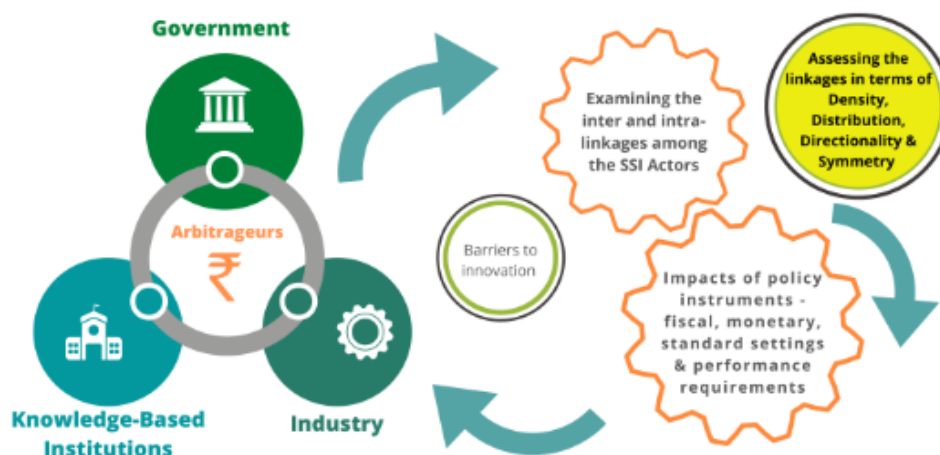 Government
Arbitrageurs
₹
Knowledge-Based
Institutions
Industry
Barriers to
innovation
Examining the
inter and intra-
linkages among
the SSI Actors
Assessing the
linkages in terms of
Density,
Distribution,
Directionality &
Symmetry
Impacts of policy
instruments -
fiscal, monetary,
standard settings
& performance
requirements